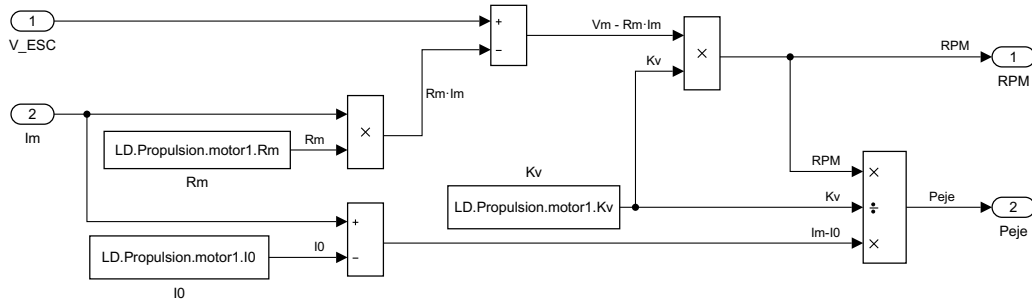 1
V_ESC
+
−
Vm - Rm·Im
Kv
×
RPM
1
RPM
Rm·Im
2
Im
LD.Propulsion.motor1.Rm
Rm
Rm
×
Kv
LD.Propulsion.motor1.Kv
RPM
Kv
Im-I0
×
÷
×
Peje
2
Peje
+
−
LD.Propulsion.motor1.I0
I0
I0